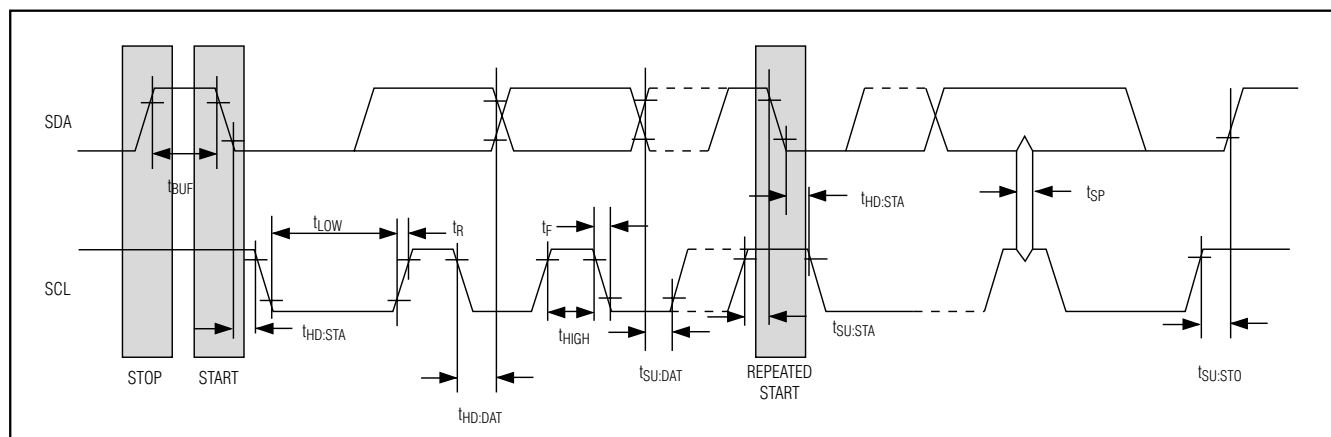 SDA
tBUF
tLOW
tR
tF
tHD:STA
tSP
SCL
tHD:STA
tHIGH
tSU:STA
tSU:DAT
tSU:STO
STOP
START
REPEATED
START
tHD:DAT